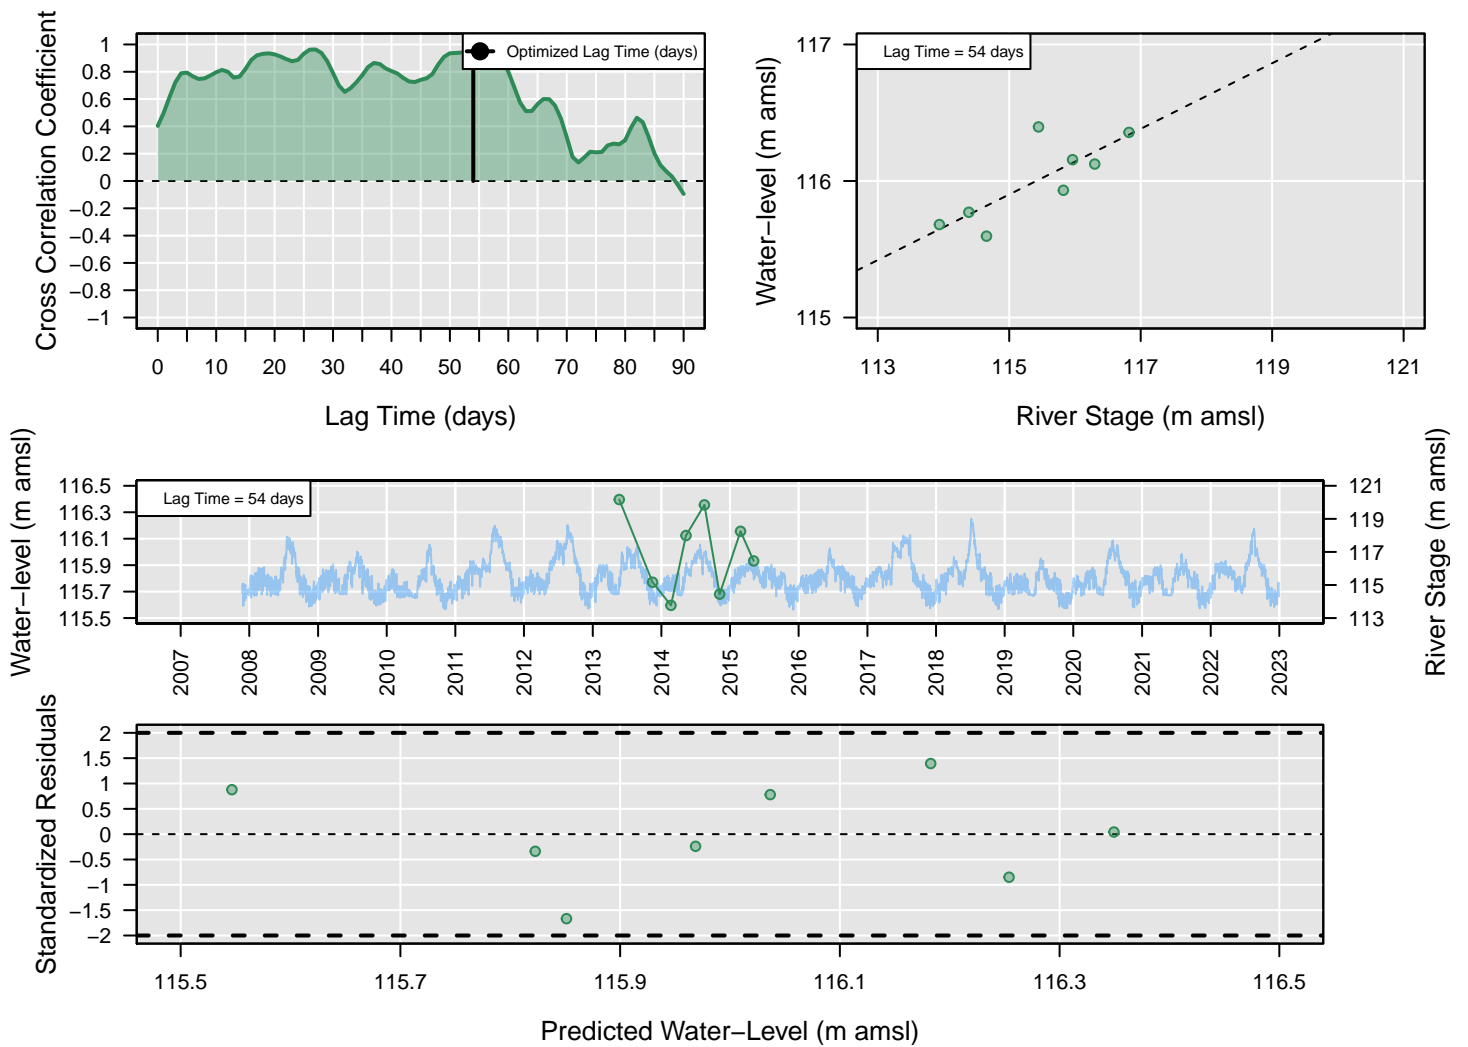 Cross Correlation Coefficient
1
0.8
0.6
0.4
0.2
0
−0.2
−0.4
−0.6
−0.8
−1
Optimized Lag Time (days)
0 10 20 30 40 50 60 70 80 90
Lag Time (days)
Water−level (m amsl)
117
116
115
Lag Time = 54 days
113 115 117 119 121
River Stage (m amsl)
Water−level (m amsl)
116.5
116.3
116.1
115.9
115.7
115.5
Lag Time = 54 days
121
119
117
115
113
River Stage (m amsl)
2007 2008 2009 2010 2011 2012 2013 2014 2015 2016 2017 2018 2019 2020 2021 2022 2023
Standardized Residuals
2
1.5
1
0.5
0
−0.5
−1
−1.5
−2
115.5 115.7 115.9 116.1 116.3 116.5
Predicted Water−Level (m amsl)